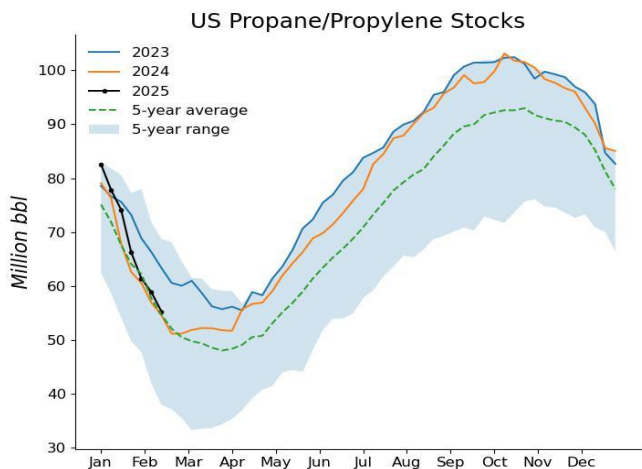 US Propane/Propylene Stocks
2023
2024
2025
5-year average
5-year range
Million bbl
100
90
80
70
60
50
40
30
Jan Feb Mar Apr May Jun Jul Aug Sep Oct Nov Dec